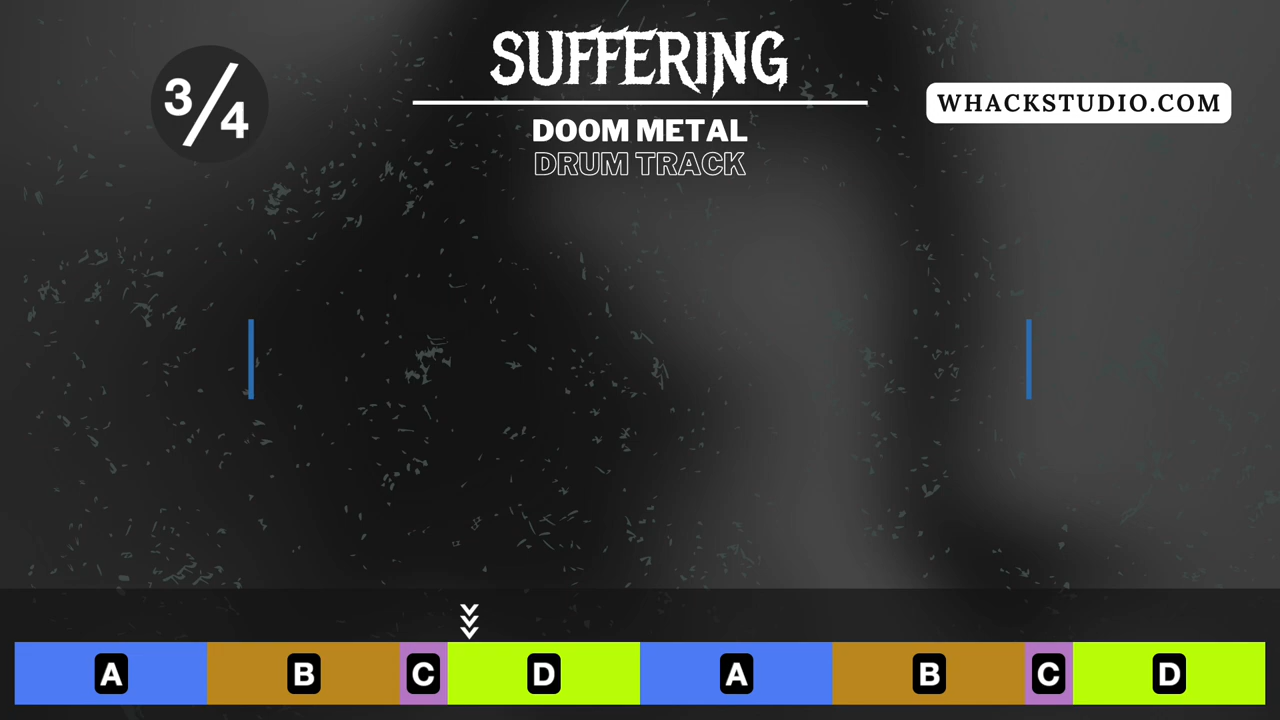 3/4
SUFFERING
DOOM METAL
DRUM TRACK
WHACKSTUDIO.COM
A B C D A B C D